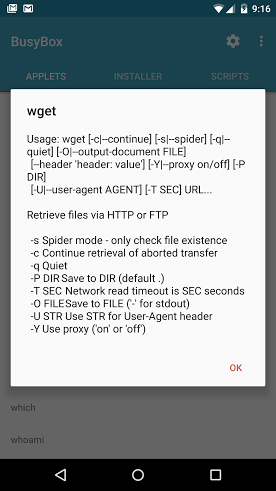 9:16
BusyBox
APPLETS INSTALLER SCRIPTS
wget
Usage: wget [-c|--continue] [-s|--spider] [-q|--
quiet] [-O|--output-document FILE]
[--header 'header: value'] [-Y|--proxy on/off] [-P
DIR]
[-U|--user-agent AGENT] [-T SEC] URL...
Retrieve files via HTTP or FTP
-s Spider mode - only check file existence
-c Continue retrieval of aborted transfer
-q Quiet
-P DIR Save to DIR (default .)
-T SEC Network read timeout is SEC seconds
-O FILESave to FILE ('-' for stdout)
-U STR Use STR for User-Agent header
-Y Use proxy ('on' or 'off')
OK
which
whoami